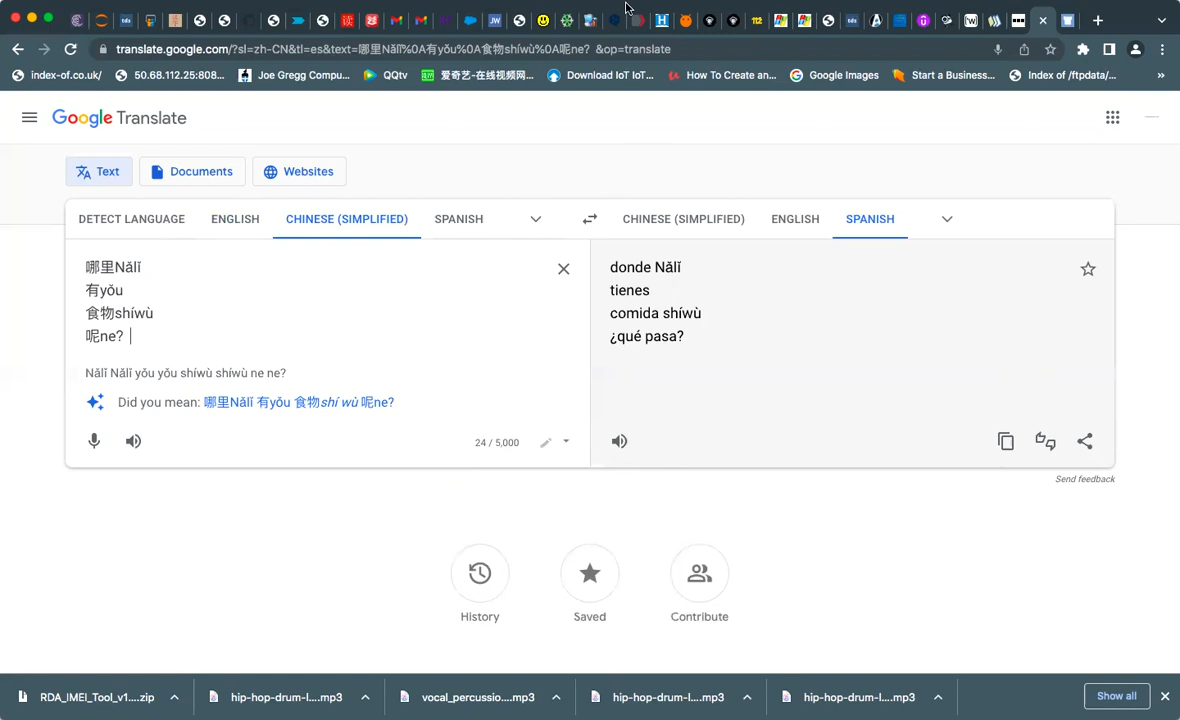 translate.google.com/?sl=zh-CN&tl=es&text=哪里Nǎlǐ%0A有yǒu%0A食物shíwù%0A呢ne? &op=translate
index-of.co.uk/
50.68.112.25:808...
Joe Gregg Compu...
QQtv
爱奇艺-在线视频网...
Download IoT IoT...
How To Create an...
Google Images
Start a Business...
Index of /ftpdata/...
»
Google Translate
Text
Documents
Websites
DETECT LANGUAGE
ENGLISH
CHINESE (SIMPLIFIED)
SPANISH
CHINESE (SIMPLIFIED)
ENGLISH
SPANISH
哪里Nǎlǐ
有yǒu
食物shíwù
呢ne?
Nǎlǐ Nǎlǐ yǒu yǒu shíwù shíwù ne ne?
Did you mean: 哪里Nǎlǐ 有yǒu 食物shí wù 呢ne?
24 / 5,000
donde Nǎlǐ
tienes
comida shíwù
¿qué pasa?
Send feedback
History
Saved
Contribute
RDA_IMEI_Tool_v1....zip
hip-hop-drum-l....mp3
vocal_percussio....mp3
hip-hop-drum-l....mp3
hip-hop-drum-l....mp3
Show all